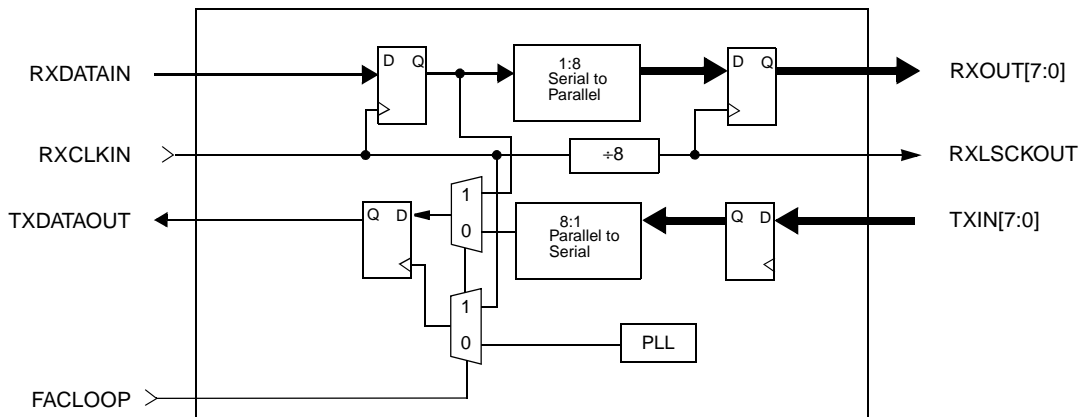 RXDATAIN
D Q
1:8
Serial to
Parallel
D Q
RXOUT[7:0]
RXCLKIN
÷8
RXLSCKOUT
TXDATAOUT
Q D
1
0
8:1
Parallel to
Serial
Q D
TXIN[7:0]
1
0
PLL
FACLOOP